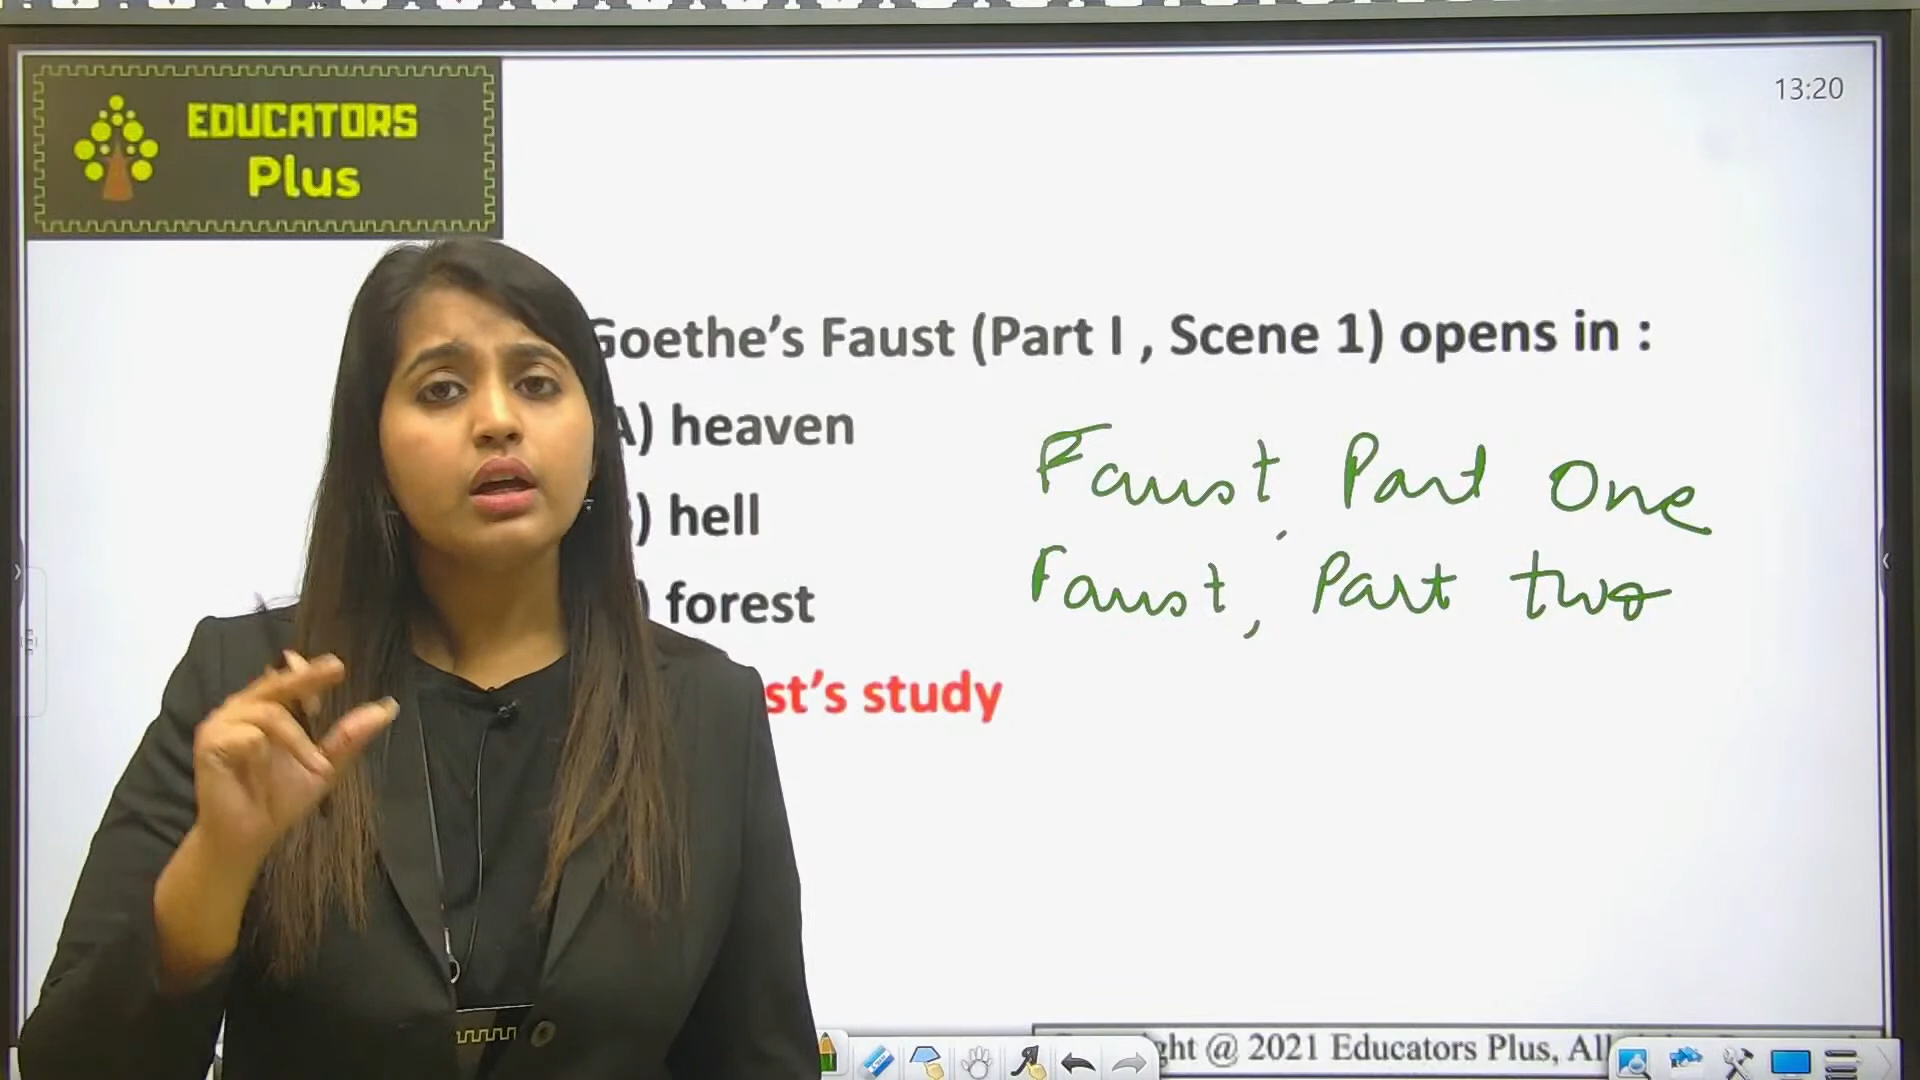 EDUCATORS
Plus
13:20
Goethe's Faust (Part I , Scene 1) opens in :
A) heaven
) hell
) forest
st's study
Faust, Part One
Faust, Part two
ght @ 2021 Educators Plus, All